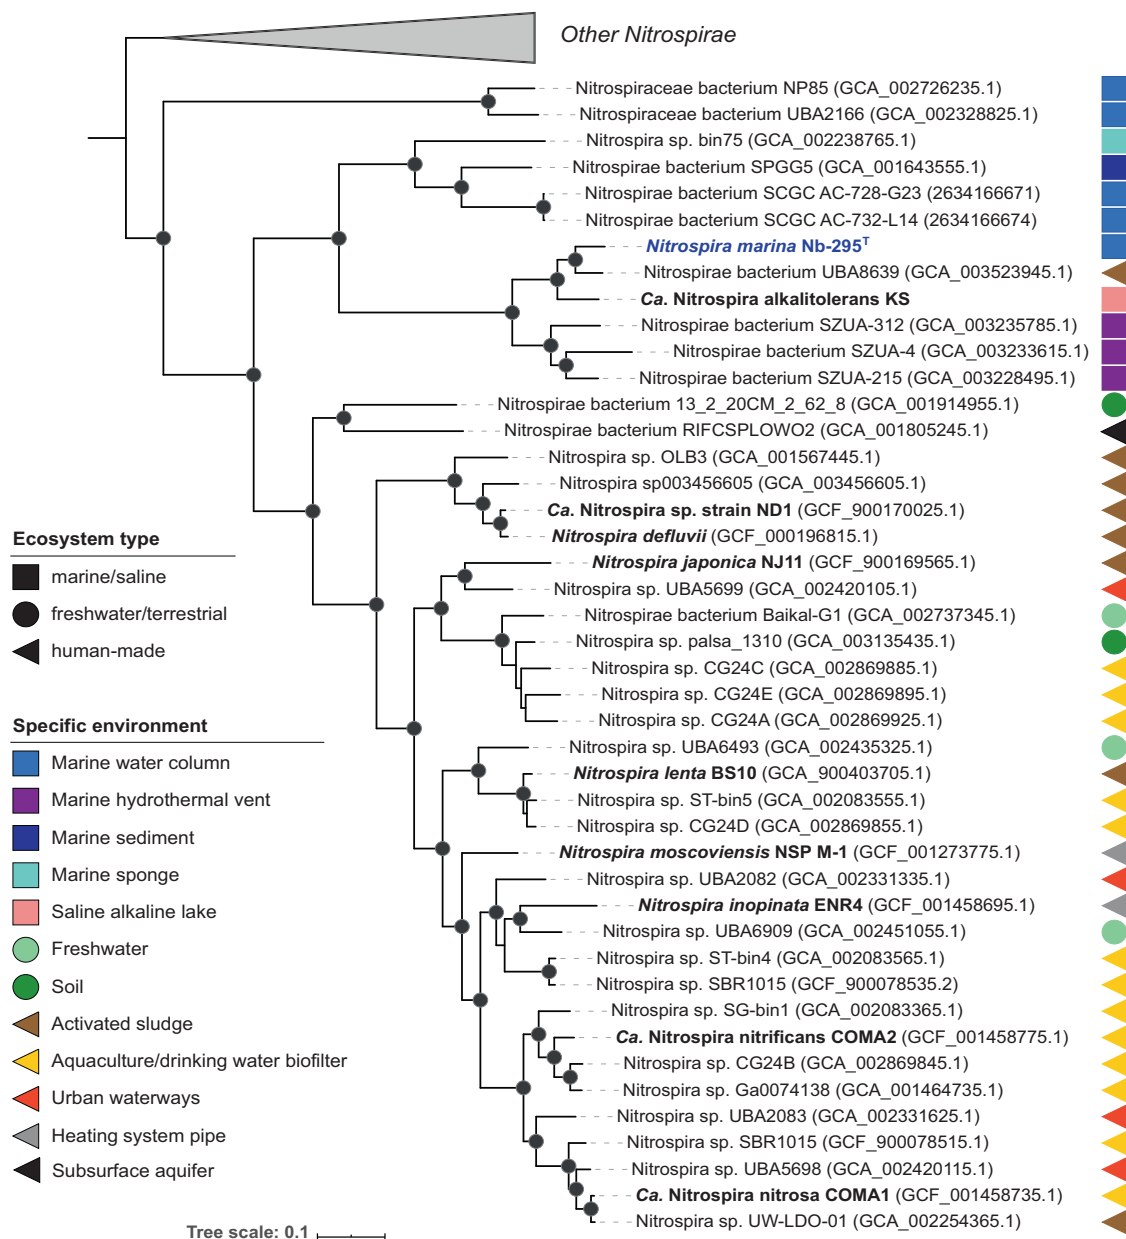 Other Nitrospirae
Nitrospiraceae bacterium NP85 (GCA_002726235.1)
Nitrospiraceae bacterium UBA2166 (GCA_002328825.1)
Nitrospira sp. bin75 (GCA_002238765.1)
Nitrospirae bacterium SPGG5 (GCA_001643555.1)
Nitrospirae bacterium SCGC AC-728-G23 (2634166671)
Nitrospirae bacterium SCGC AC-732-L14 (2634166674)
Nitrospira marina Nb-295ᵀ
Nitrospirae bacterium UBA8639 (GCA_003523945.1)
Ca. Nitrospira alkalitolerans KS
Nitrospirae bacterium SZUA-312 (GCA_003235785.1)
Nitrospirae bacterium SZUA-4 (GCA_003233615.1)
Nitrospirae bacterium SZUA-215 (GCA_003228495.1)
Nitrospirae bacterium 13_2_20CM_2_62_8 (GCA_001914955.1)
Nitrospirae bacterium RIFCSPLOWO2 (GCA_001805245.1)
Nitrospira sp. OLB3 (GCA_001567445.1)
Nitrospira sp003456605 (GCA_003456605.1)
Ca. Nitrospira sp. strain ND1 (GCF_900170025.1)
Nitrospira defluvii (GCF_000196815.1)
Nitrospira japonica NJ11 (GCF_900169565.1)
Nitrospira sp. UBA5699 (GCA_002420105.1)
Nitrospirae bacterium Baikal-G1 (GCA_002737345.1)
Nitrospira sp. palsa_1310 (GCA_003135435.1)
Nitrospira sp. CG24C (GCA_002869885.1)
Nitrospira sp. CG24E (GCA_002869895.1)
Nitrospira sp. CG24A (GCA_002869925.1)
Nitrospira sp. UBA6493 (GCA_002435325.1)
Nitrospira lenta BS10 (GCA_900403705.1)
Nitrospira sp. ST-bin5 (GCA_002083555.1)
Nitrospira sp. CG24D (GCA_002869855.1)
Nitrospira moscoviensis NSP M-1 (GCF_001273775.1)
Nitrospira sp. UBA2082 (GCA_002331335.1)
Nitrospira inopinata ENR4 (GCF_001458695.1)
Nitrospira sp. UBA6909 (GCA_002451055.1)
Nitrospira sp. ST-bin4 (GCA_002083565.1)
Nitrospira sp. SBR1015 (GCF_900078535.2)
Nitrospira sp. SG-bin1 (GCA_002083365.1)
Ca. Nitrospira nitrificans COMA2 (GCF_001458775.1)
Nitrospira sp. CG24B (GCA_002869845.1)
Nitrospira sp. Ga0074138 (GCA_001464735.1)
Nitrospira sp. UBA2083 (GCA_002331625.1)
Nitrospira sp. SBR1015 (GCF_900078515.1)
Nitrospira sp. UBA5698 (GCA_002420115.1)
Ca. Nitrospira nitrosa COMA1 (GCF_001458735.1)
Nitrospira sp. UW-LDO-01 (GCA_002254365.1)
Ecosystem type
marine/saline
freshwater/terrestrial
human-made
Specific environment
Marine water column
Marine hydrothermal vent
Marine sediment
Marine sponge
Saline alkaline lake
Freshwater
Soil
Activated sludge
Aquaculture/drinking water biofilter
Urban waterways
Heating system pipe
Subsurface aquifer
Tree scale: 0.1